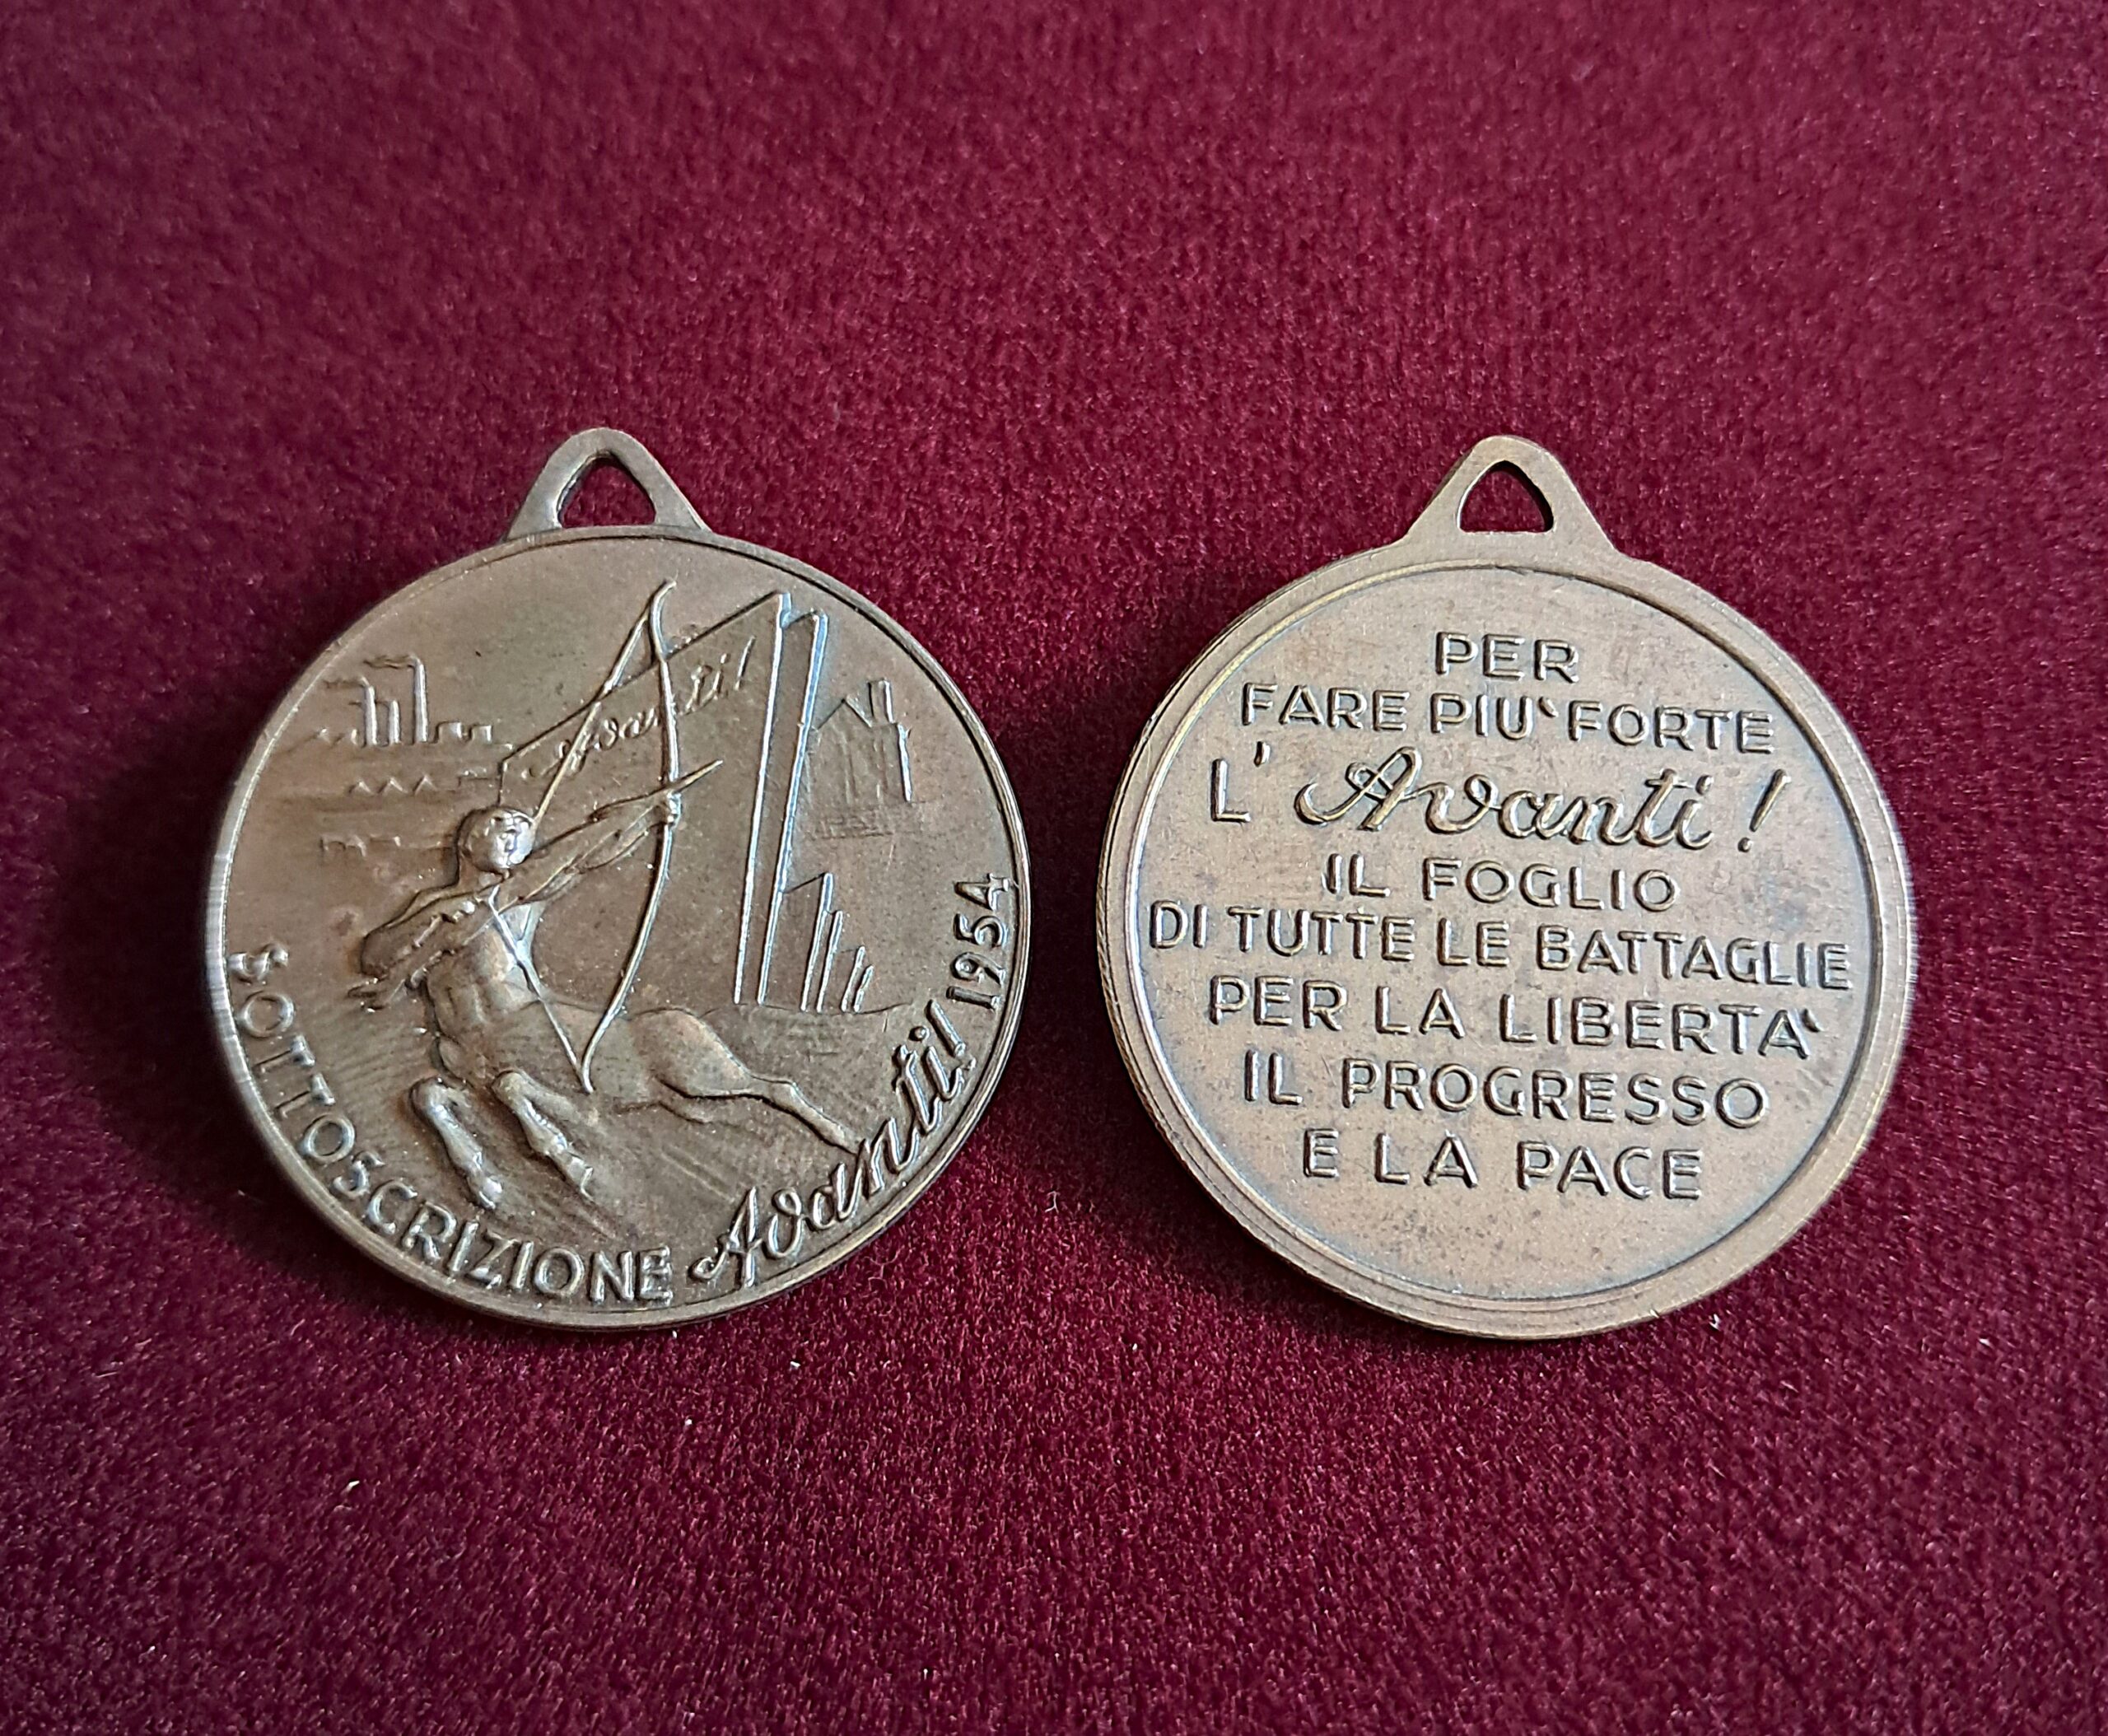 Avanti!
SOTTOSCRIZIONE Avanti! 1954
PER
FARE PIU' FORTE
L'Avanti!
IL FOGLIO
DI TUTTE LE BATTAGLIE
PER LA LIBERTA'
IL PROGRESSO
E LA PACE